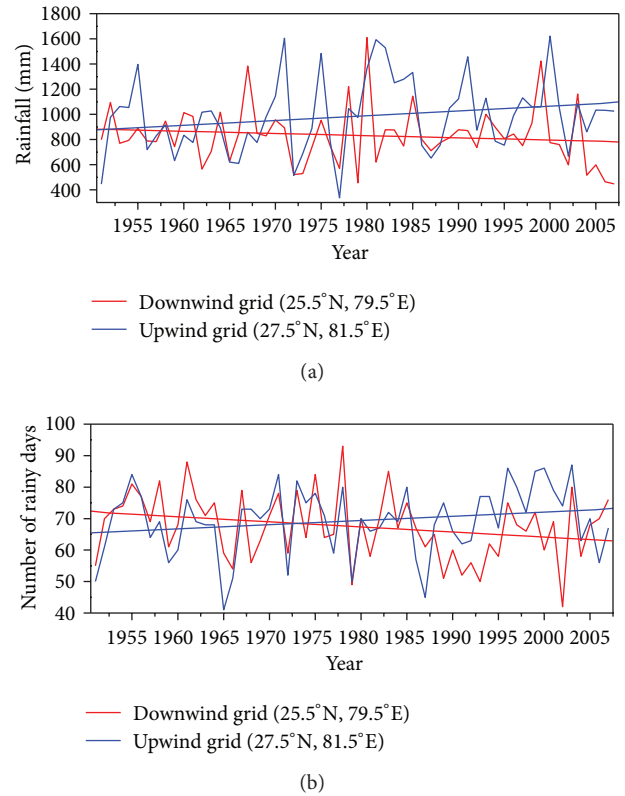 1800
1600
1400
1200
1000
800
600
400
Rainfall (mm)
1955 1960 1965 1970 1975 1980 1985 1990 1995 2000 2005
Year
Downwind grid (25.5°N, 79.5°E)
Upwind grid (27.5°N, 81.5°E)
(a)
100
90
80
70
60
50
40
Number of rainy days
1955 1960 1965 1970 1975 1980 1985 1990 1995 2000 2005
Year
Downwind grid (25.5°N, 79.5°E)
Upwind grid (27.5°N, 81.5°E)
(b)